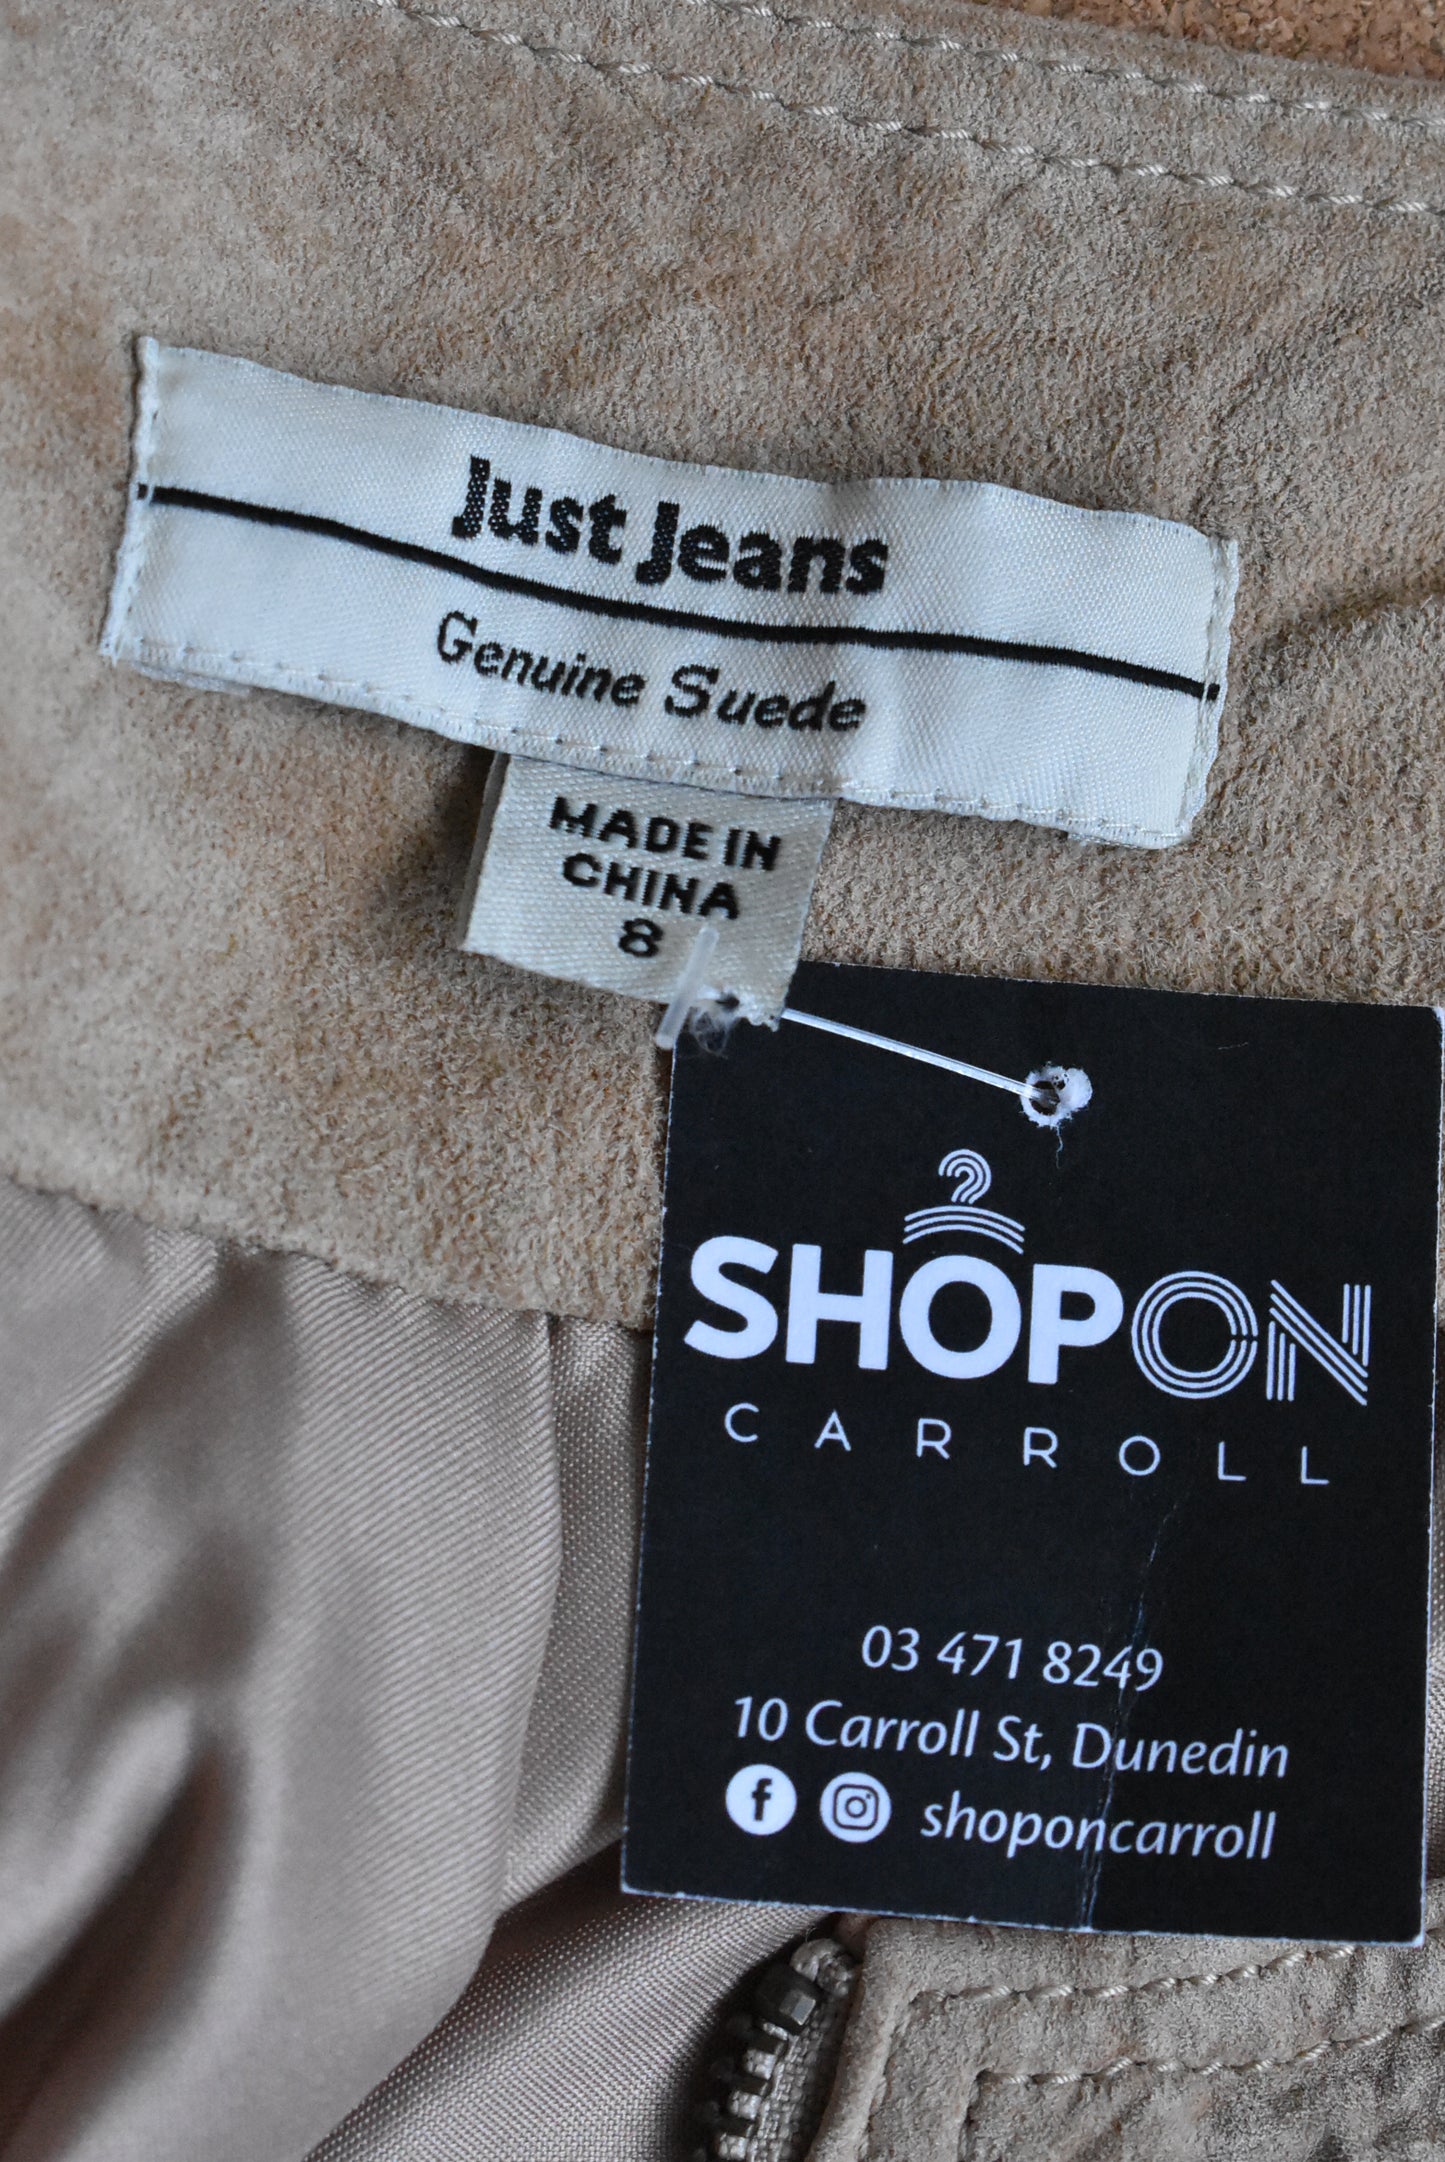 Just Jeans
Genuine Suede
MADE IN
CHINA
8
SHOPON
CARROLL
03 471 8249
10 Carroll St, Dunedin
shoponcarroll